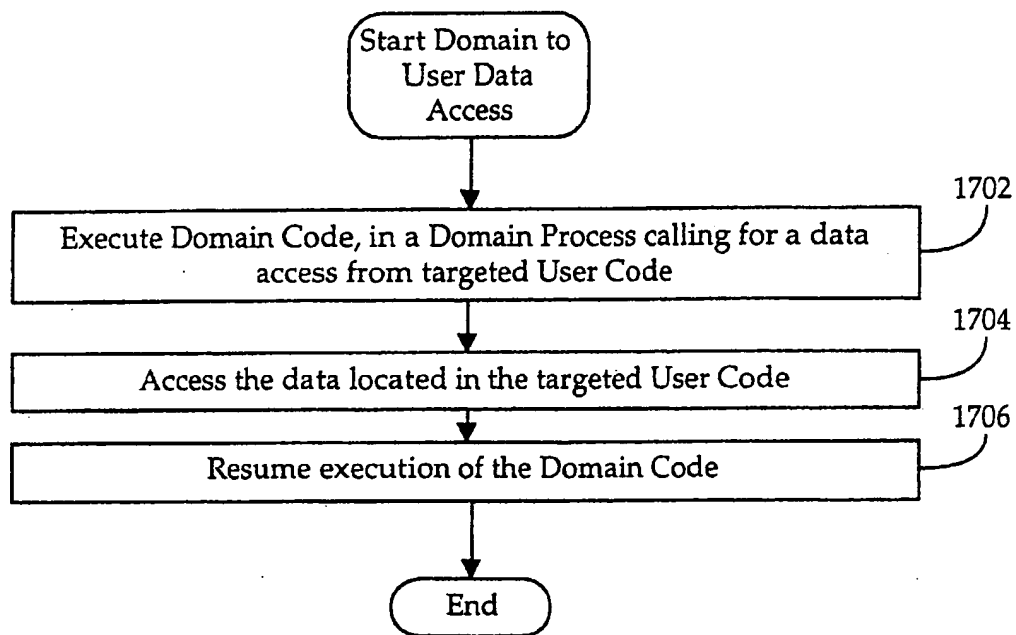 Start Domain to
User Data
Access
1702
Execute Domain Code, in a Domain Process calling for a data
access from targeted User Code
1704
Access the data located in the targeted User Code
1706
Resume execution of the Domain Code
End